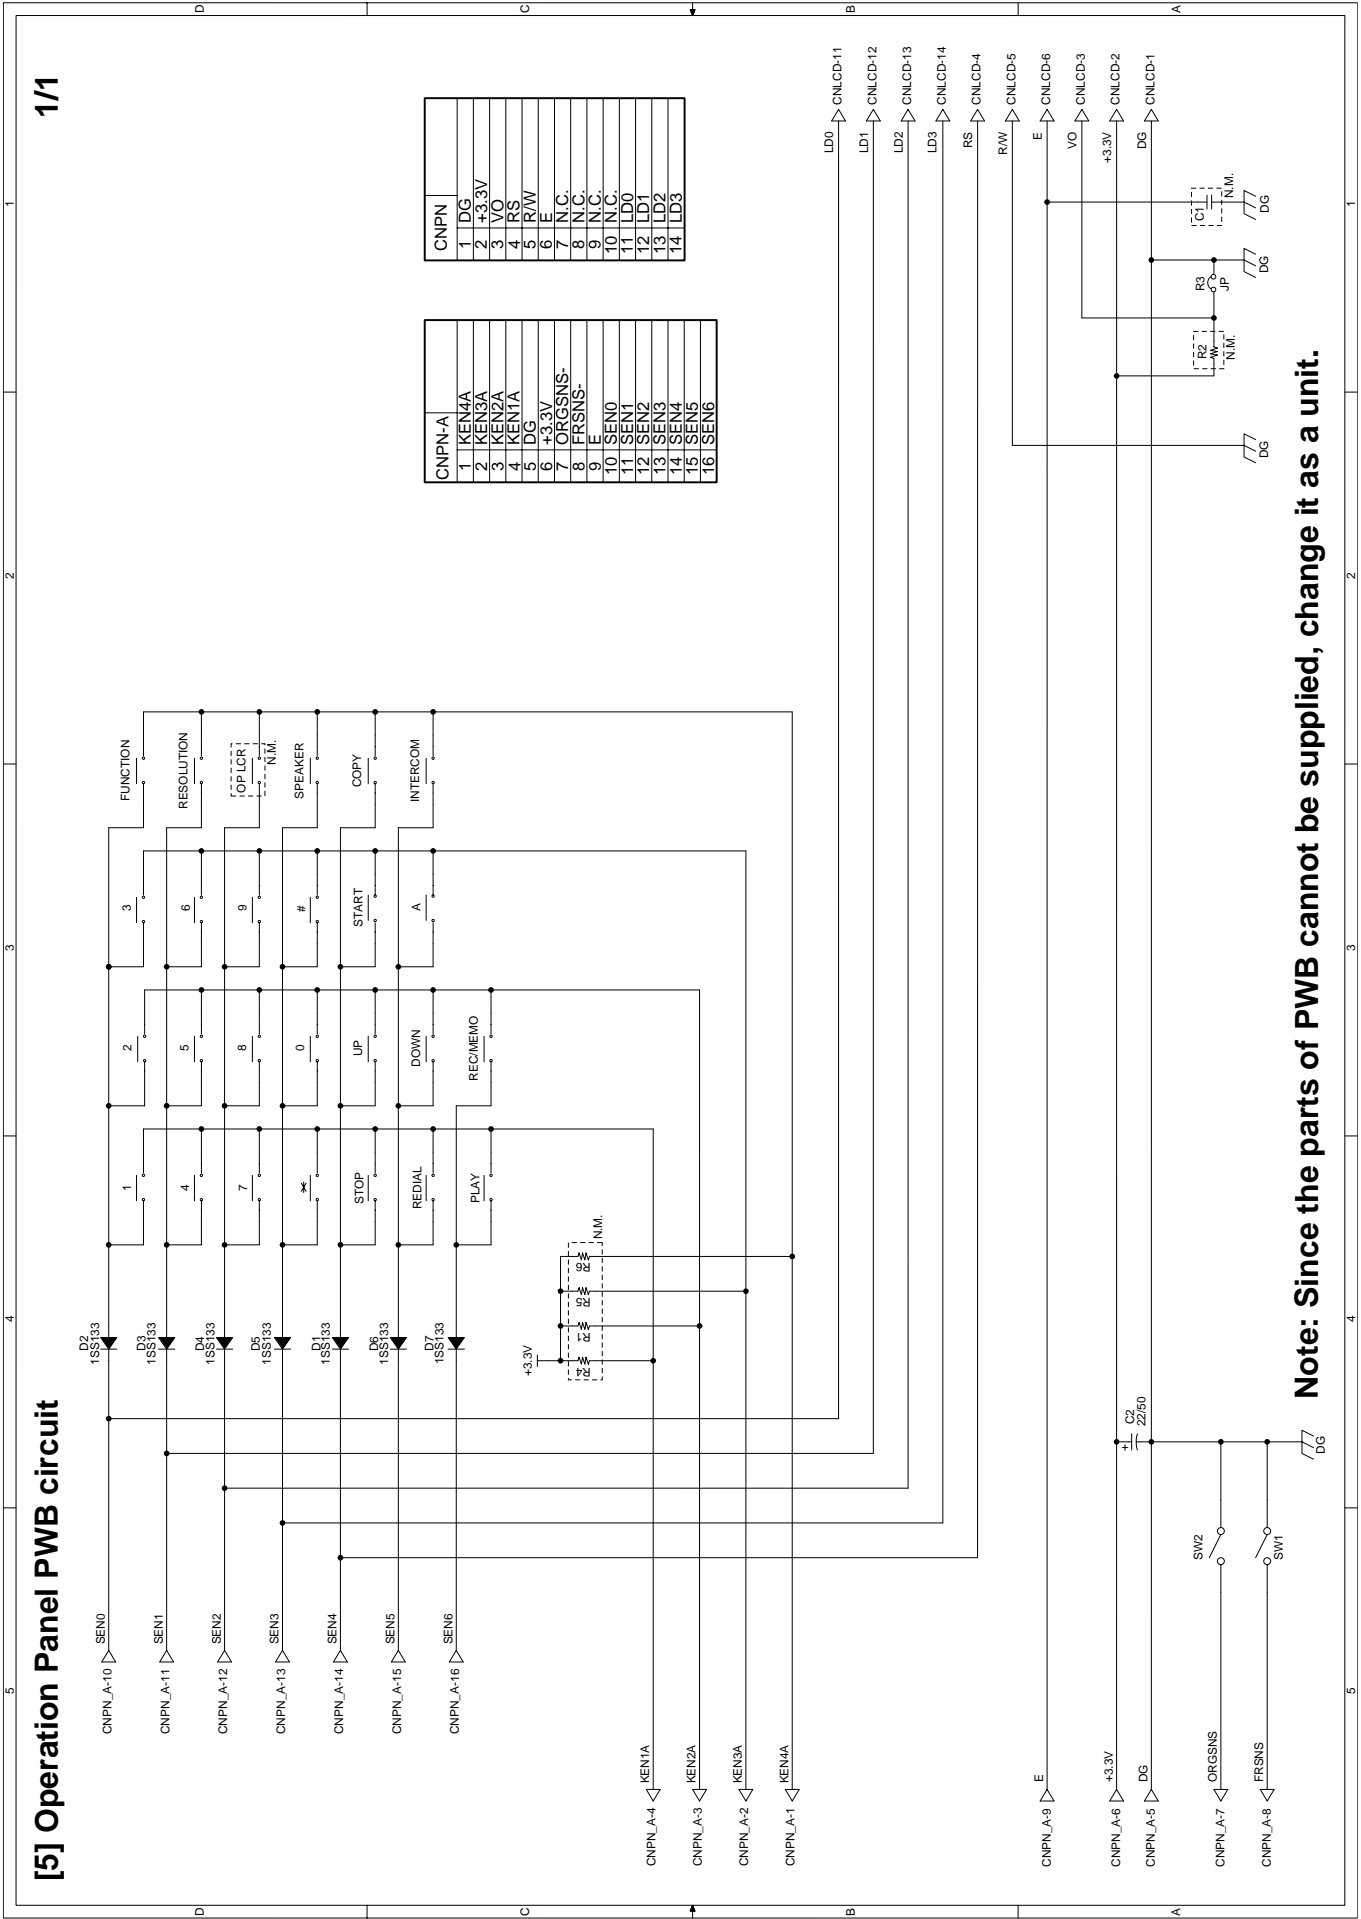 [5] Operation Panel PWB circuit
1/1
5
4
3
2
1
D
C
B
A
CNPN_A-10
SEN0
CNPN_A-11
SEN1
CNPN_A-12
SEN2
CNPN_A-13
SEN3
CNPN_A-14
SEN4
CNPN_A-15
SEN5
CNPN_A-16
SEN6
D2
1SS133
D3
1SS133
D4
1SS133
D5
1SS133
D1
1SS133
D6
1SS133
D7
1SS133
1
2
3
FUNCTION
4
5
6
RESOLUTION
7
8
9
OP LCR
N.M.
*
0
#
SPEAKER
STOP
UP
START
COPY
REDIAL
DOWN
A
INTERCOM
PLAY
REC/MEMO
+3.3V
R4
R1
R5
R6
N.M.
CNPN_A-4
KEN1A
CNPN_A-3
KEN2A
CNPN_A-2
KEN3A
CNPN_A-1
KEN4A
CNPN-A
1 KEN4A
2 KEN3A
3 KEN2A
4 KEN1A
5 DG
6 +3.3V
7 ORGSNS-
8 FRSNS-
9 E
10 SEN0
11 SEN1
12 SEN2
13 SEN3
14 SEN4
15 SEN5
16 SEN6
CNPN
1 DG
2 +3.3V
3 VO
4 RS
5 R/W
6 E
7 N.C.
8 N.C.
9 N.C.
10 N.C.
11 LD0
12 LD1
13 LD2
14 LD3
LD0
CNLCD-11
LD1
CNLCD-12
LD2
CNLCD-13
LD3
CNLCD-14
RS
CNLCD-4
R/W
CNLCD-5
E
CNLCD-6
VO
CNLCD-3
+3.3V
CNLCD-2
DG
CNLCD-1
CNPN_A-9
E
CNPN_A-6
+3.3V
CNPN_A-5
DG
CNPN_A-7
ORGSNS
CNPN_A-8
FRSNS
SW2
SW1
+
C2
22/50
DG
DG
R2
N.M.
R3
JP
DG
C1
N.M.
DG
Note: Since the parts of PWB cannot be supplied, change it as a unit.
5
4
3
2
1
D
C
B
A